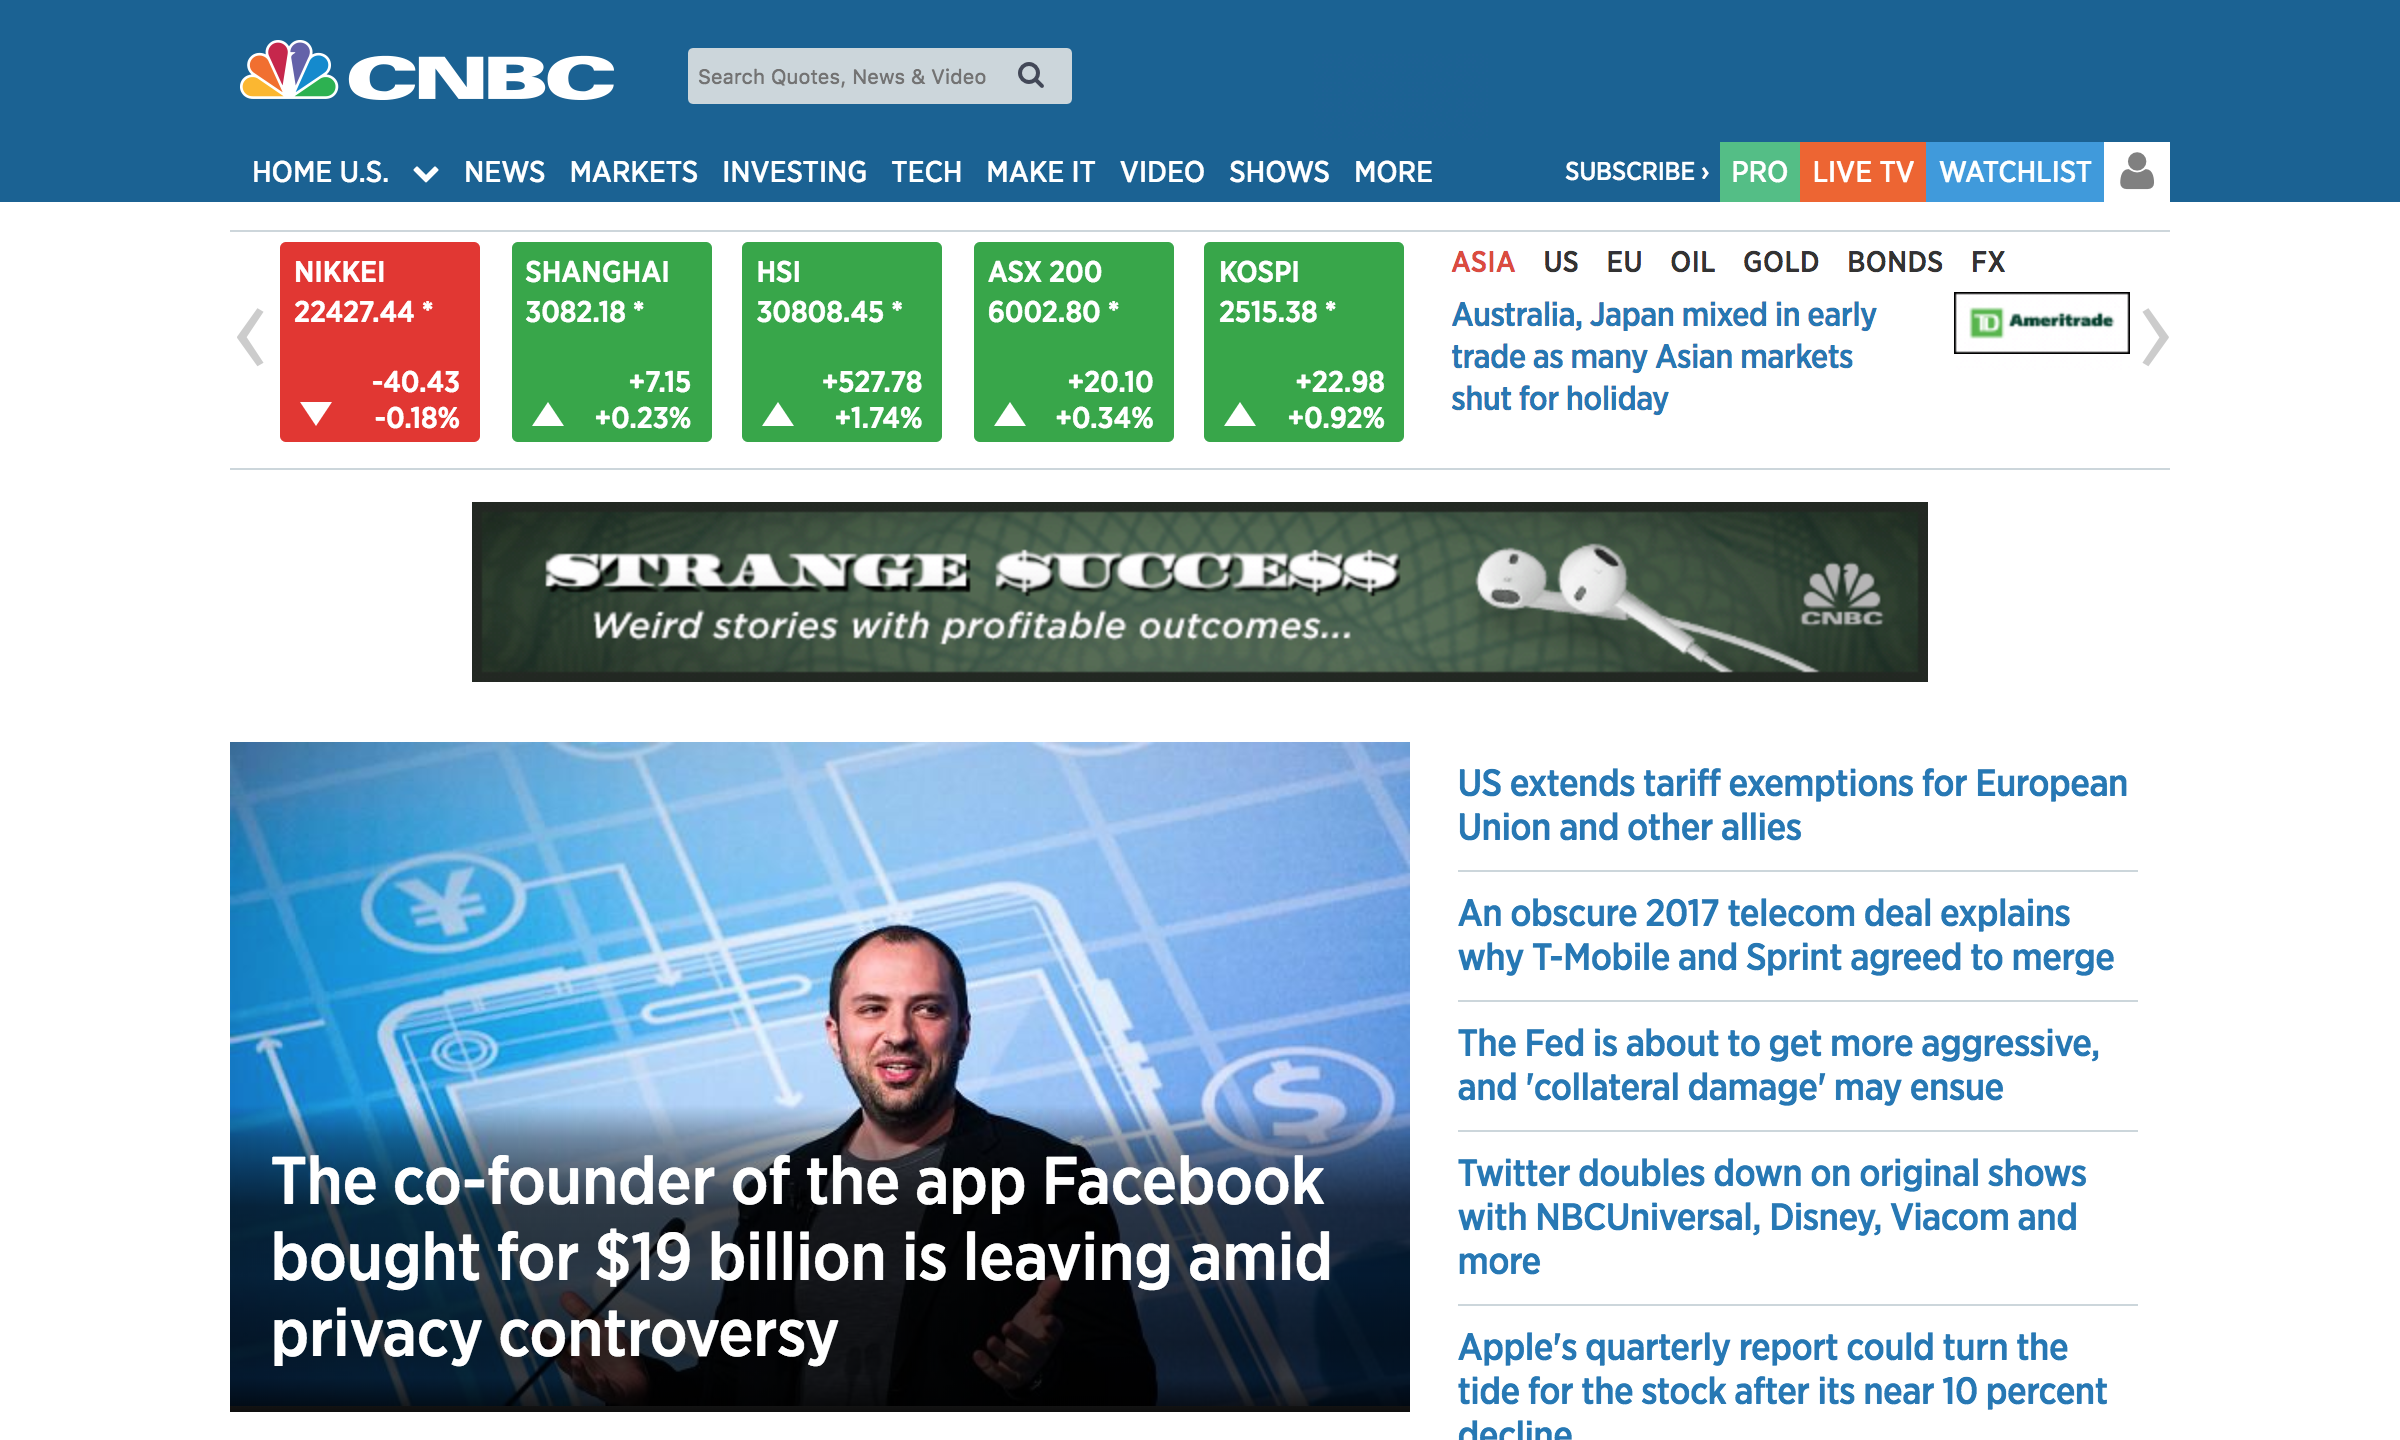 CNBC
Search Quotes, News & Video
HOME U.S. NEWS MARKETS INVESTING TECH MAKE IT VIDEO SHOWS MORE
SUBSCRIBE › PRO LIVE TV WATCHLIST
NIKKEI
22427.44 *
-40.43
-0.18%
SHANGHAI
3082.18 *
+7.15
+0.23%
HSI
30808.45 *
+527.78
+1.74%
ASX 200
6002.80 *
+20.10
+0.34%
KOSPI
2515.38 *
+22.98
+0.92%
ASIA US EU OIL GOLD BONDS FX
Australia, Japan mixed in early
trade as many Asian markets
shut for holiday
TD Ameritrade
STRANGE $UCCE$$
Weird stories with profitable outcomes...
CNBC
¥
$
The co-founder of the app Facebook
bought for $19 billion is leaving amid
privacy controversy
US extends tariff exemptions for European
Union and other allies
An obscure 2017 telecom deal explains
why T-Mobile and Sprint agreed to merge
The Fed is about to get more aggressive,
and 'collateral damage' may ensue
Twitter doubles down on original shows
with NBCUniversal, Disney, Viacom and
more
Apple's quarterly report could turn the
tide for the stock after its near 10 percent
decline